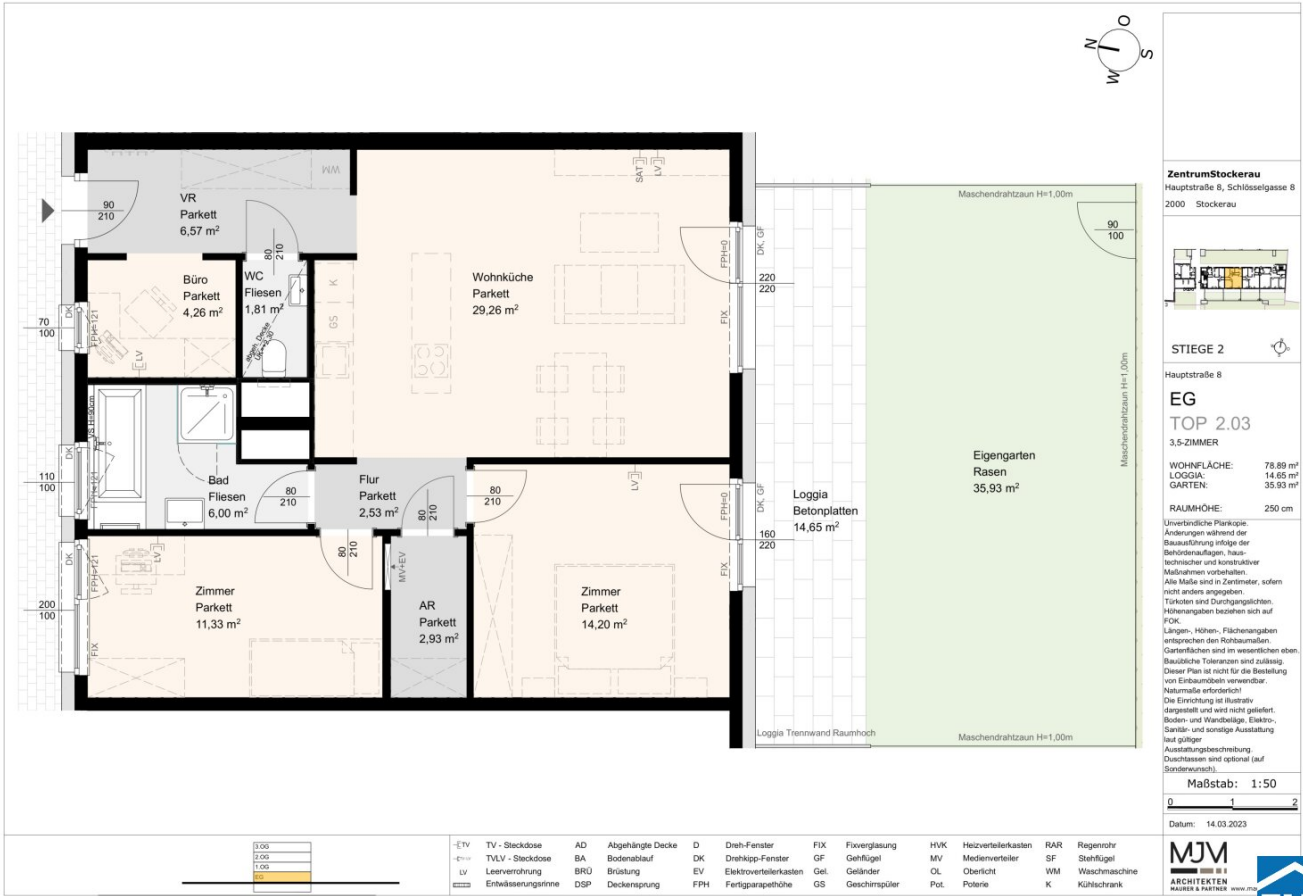 O
N
S
W
VR
Parkett
6,57 m²
WM
90
210
80
210
Büro
Parkett
4,26 m²
WC
Fliesen
1,81 m²
abgeh. Decke
LV
DK
FPH=121
70
100
K
GS
Wohnküche
Parkett
29,26 m²
SAT
LV
DK, GF
FPH=0
FIX
220
220
VS H=90cm
DK
FPH=121
110
100
Bad
Fliesen
6,00 m²
80
210
Flur
Parkett
2,53 m²
80
210
80
210
80
210
LV
DK, GF
FPH=0
FIX
160
220
DK
FPH=121
FIX
200
100
LV
Zimmer
Parkett
11,33 m²
MV+EV
AR
Parkett
2,93 m²
Zimmer
Parkett
14,20 m²
Loggia
Betonplatten
14,65 m²
Loggia Trennwand Raumhoch
Maschendrahtzaun H=1,00m
90
100
Maschendrahtzaun H=1,00m
Eigengarten
Rasen
35,93 m²
Maschendrahtzaun H=1,00m
ZentrumStockerau
Hauptstraße 8, Schlösselgasse 8
2000 Stockerau
STIEGE 2
Hauptstraße 8
EG
TOP 2.03
3,5-ZIMMER
WOHNFLÄCHE: 78.89 m²
LOGGIA: 14.65 m²
GARTEN: 35.93 m²
RAUMHÖHE: 250 cm
Unverbindliche Plankopie.
Änderungen während der
Bauausführung infolge der
Behördenauflagen, haus-
technischer und konstruktiver
Maßnahmen vorbehalten.
Alle Maße sind in Zentimeter, sofern
nicht anders angegeben.
Türkoten sind Durchgangslichten.
Höhenangaben beziehen sich auf
FOK.
Längen-, Höhen-, Flächenangaben
entsprechen den Rohbaumaßen.
Gartenflächen sind im wesentlichen eben.
Bauübliche Toleranzen sind zulässig.
Dieser Plan ist nicht für die Bestellung
von Einbaumöbeln verwendbar.
Naturmaße erforderlich!
Die Einrichtung ist illustrativ
dargestellt und wird nicht geliefert.
Boden- und Wandbeläge, Elektro-,
Sanitär- und sonstige Ausstattung
laut gültiger
Ausstattungsbeschreibung.
Duschtassen sind optional (auf
Sonderwunsch).
Maßstab: 1:50
0 1 2
Datum: 14.03.2023
MJM
ARCHITEKTEN
MAURER & PARTNER www.ma
3.OG
2.OG
1.OG
EG
TV TV - Steckdose AD Abgehängte Decke D Dreh-Fenster FIX Fixverglasung HVK Heizverteilerkasten RAR Regenrohr
TVLV - Steckdose BA Bodenablauf DK Drehkipp-Fenster GF Gehflügel MV Medienverteiler SF Stehflügel
LV Leerverrohrung BRÜ Brüstung EV Elektroverteilerkasten Gel. Geländer OL Oberlicht WM Waschmaschine
Entwässerungsrinne DSP Deckensprung FPH Fertigparapethöhe GS Geschirrspüler Pot. Poterie K Kühlschrank